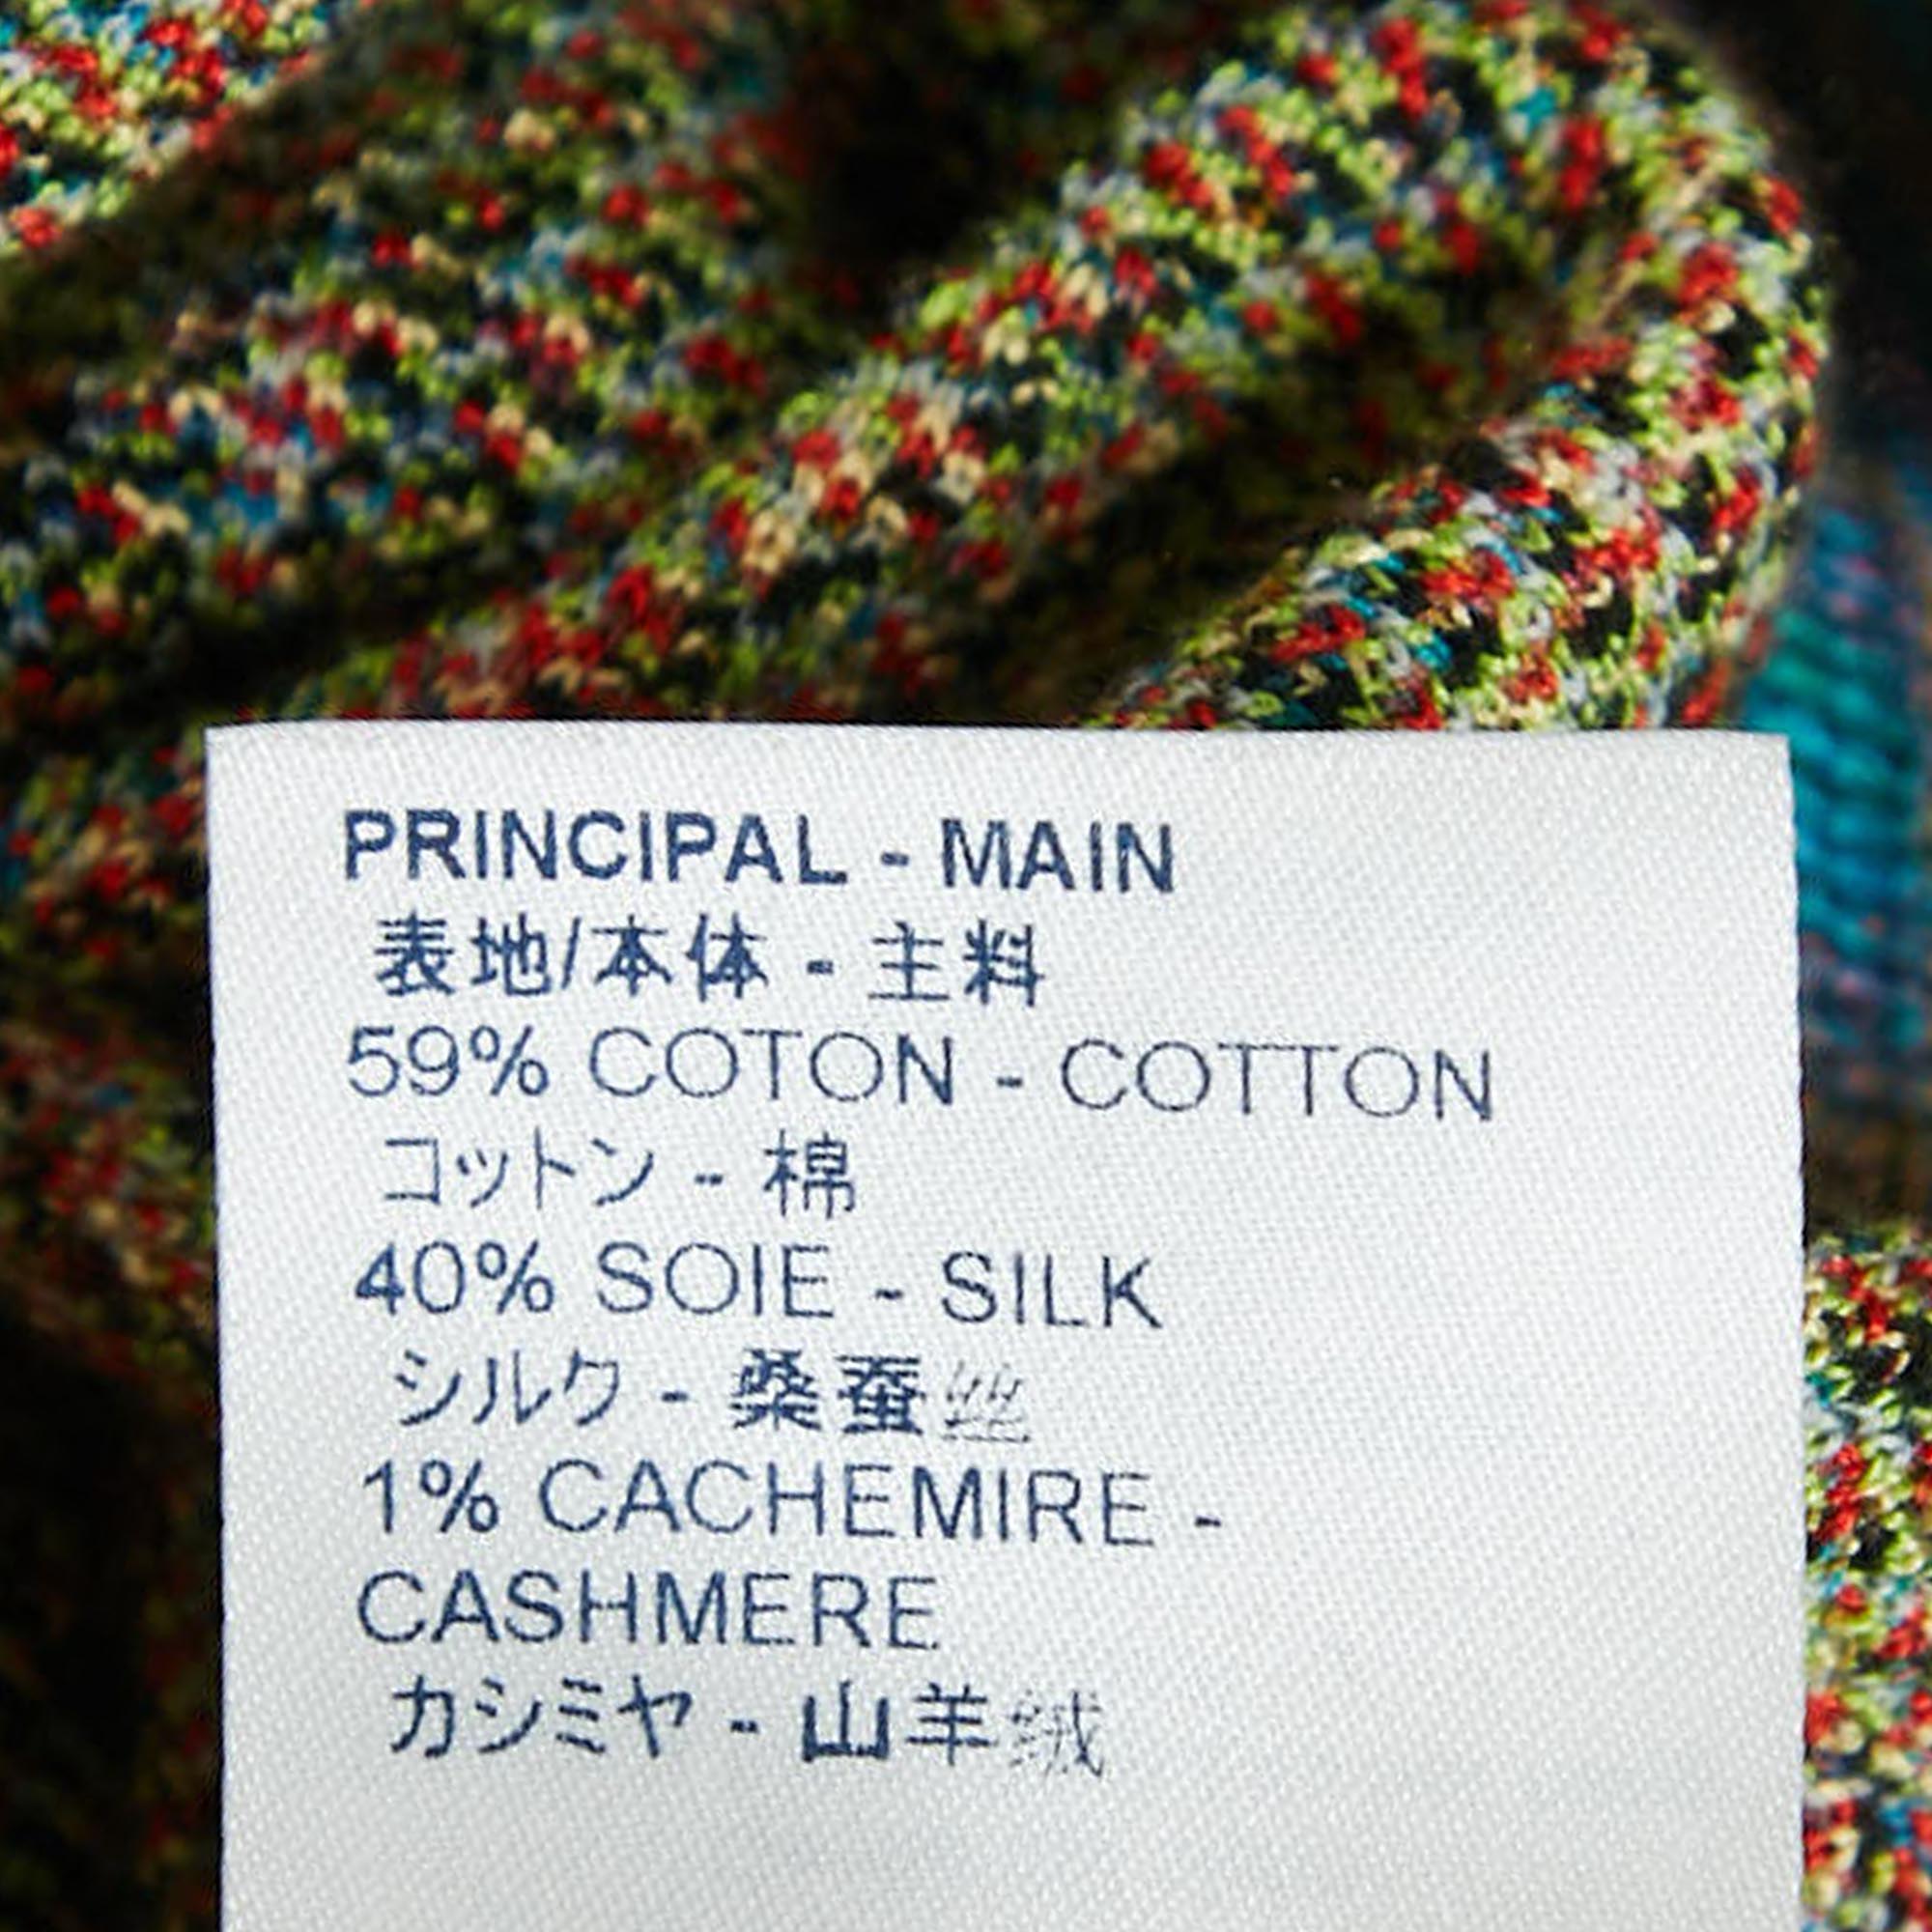 PRINCIPAL - MAIN
表地/本体 - 主料
59% COTON - COTTON
コットン - 棉
40% SOIE - SILK
シルク - 桑蚕丝
1% CACHEMIRE -
CASHMERE
カシミヤ - 山羊绒